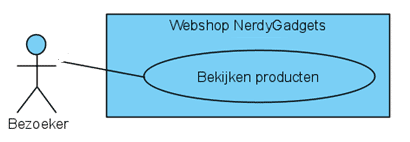 Webshop NerdyGadgets
Bekijken producten
Bezoeker